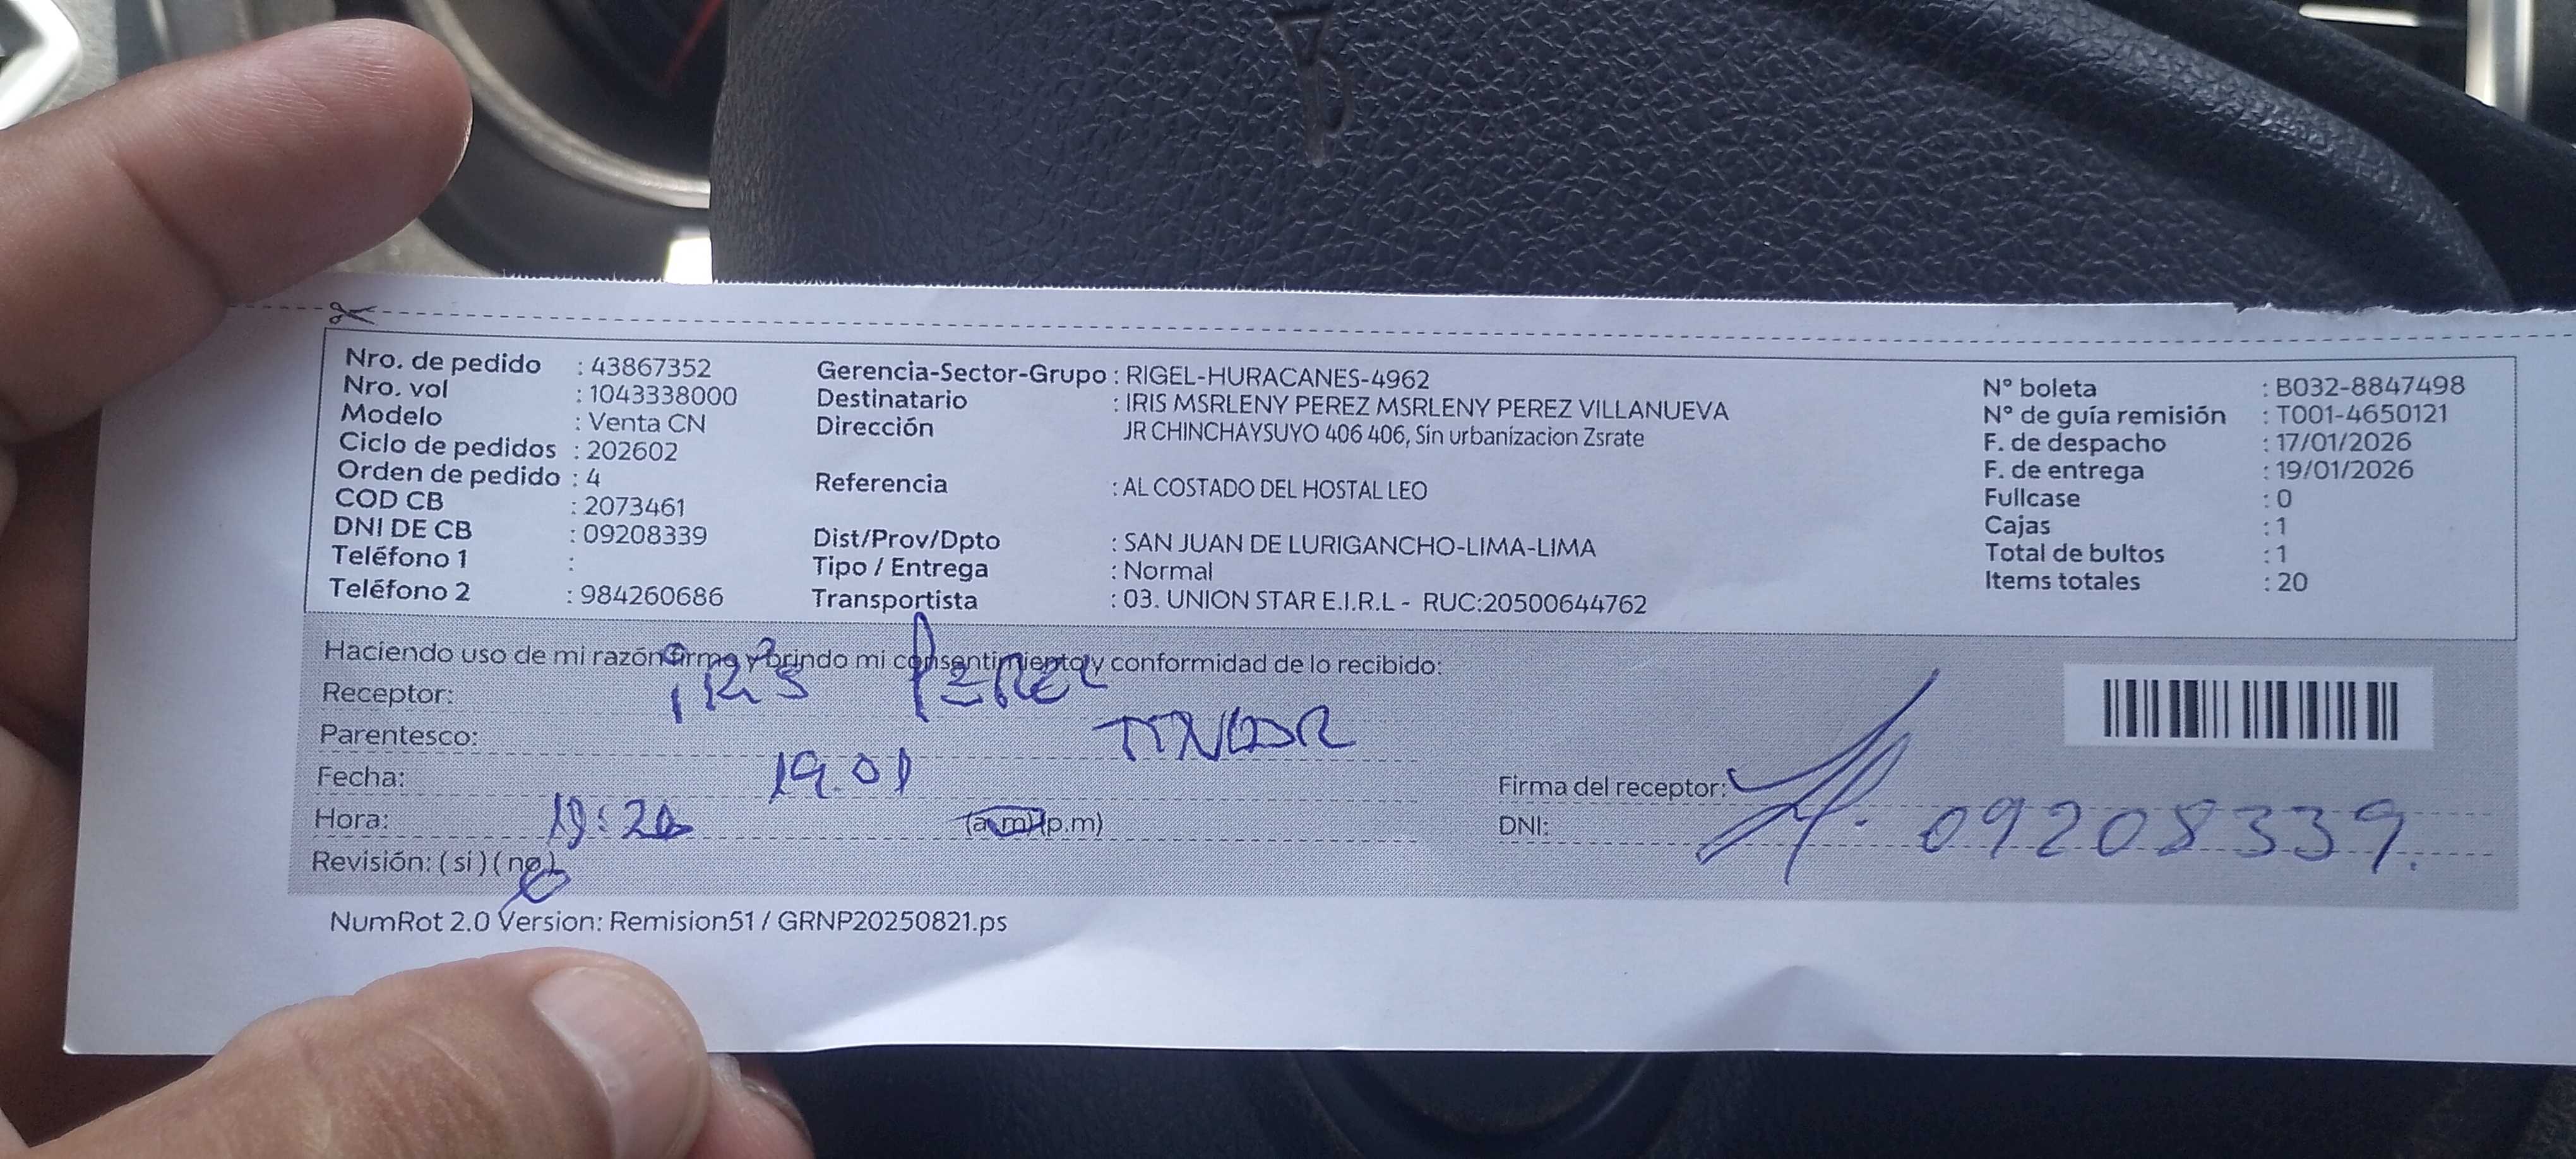 Nro. de pedido : 43867352
Nro. vol : 1043338000
Modelo : Venta CN
Ciclo de pedidos : 202602
Orden de pedido : 4
COD CB : 2073461
DNI DE CB : 09208339
Teléfono 1 :
Teléfono 2 : 984260686
Gerencia-Sector-Grupo : RIGEL-HURACANES-4962
Destinatario : IRIS MSRLENY PEREZ MSRLENY PEREZ VILLANUEVA
Dirección JR CHINCHAYSUYO 406 406, Sin urbanizacion Zsrate
Referencia : AL COSTADO DEL HOSTAL LEO
Dist/Prov/Dpto : SAN JUAN DE LURIGANCHO-LIMA-LIMA
Tipo / Entrega : Normal
Transportista : 03. UNION STAR E.I.R.L - RUC:20500644762
N° boleta : B032-8847498
N° de guía remisión : T001-4650121
F. de despacho : 17/01/2026
F. de entrega : 19/01/2026
Fullcase : 0
Cajas : 1
Total de bultos : 1
Items totales : 20
Haciendo uso de mi razón firmo y brindo mi consentimiento y conformidad de lo recibido:
Receptor: IRIS PEREZ
Parentesco:
Fecha: 19.01
Hora: :20 (a.m) (p.m)
Revisión: (si) (no)
Firma del receptor:
DNI: 09208339.
NumRot 2.0 Version: Remision51 / GRNP20250821.ps